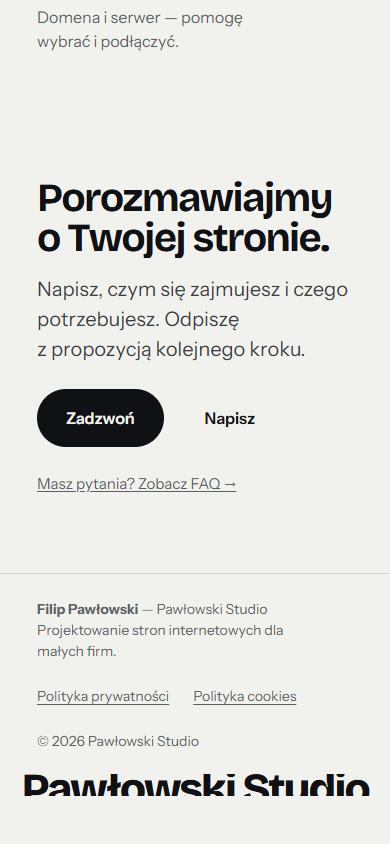 Domena i serwer — pomogę
wybrać i podłączyć.
Porozmawiajmy
o Twojej stronie.
Napisz, czym się zajmujesz i czego
potrzebujesz. Odpiszę
z propozycją kolejnego kroku.
Zadzwoń
Napisz
Masz pytania? Zobacz FAQ →
Filip Pawłowski — Pawłowski Studio
Projektowanie stron internetowych dla
małych firm.
Polityka prywatności
Polityka cookies
© 2026 Pawłowski Studio
Pawłowski Studio